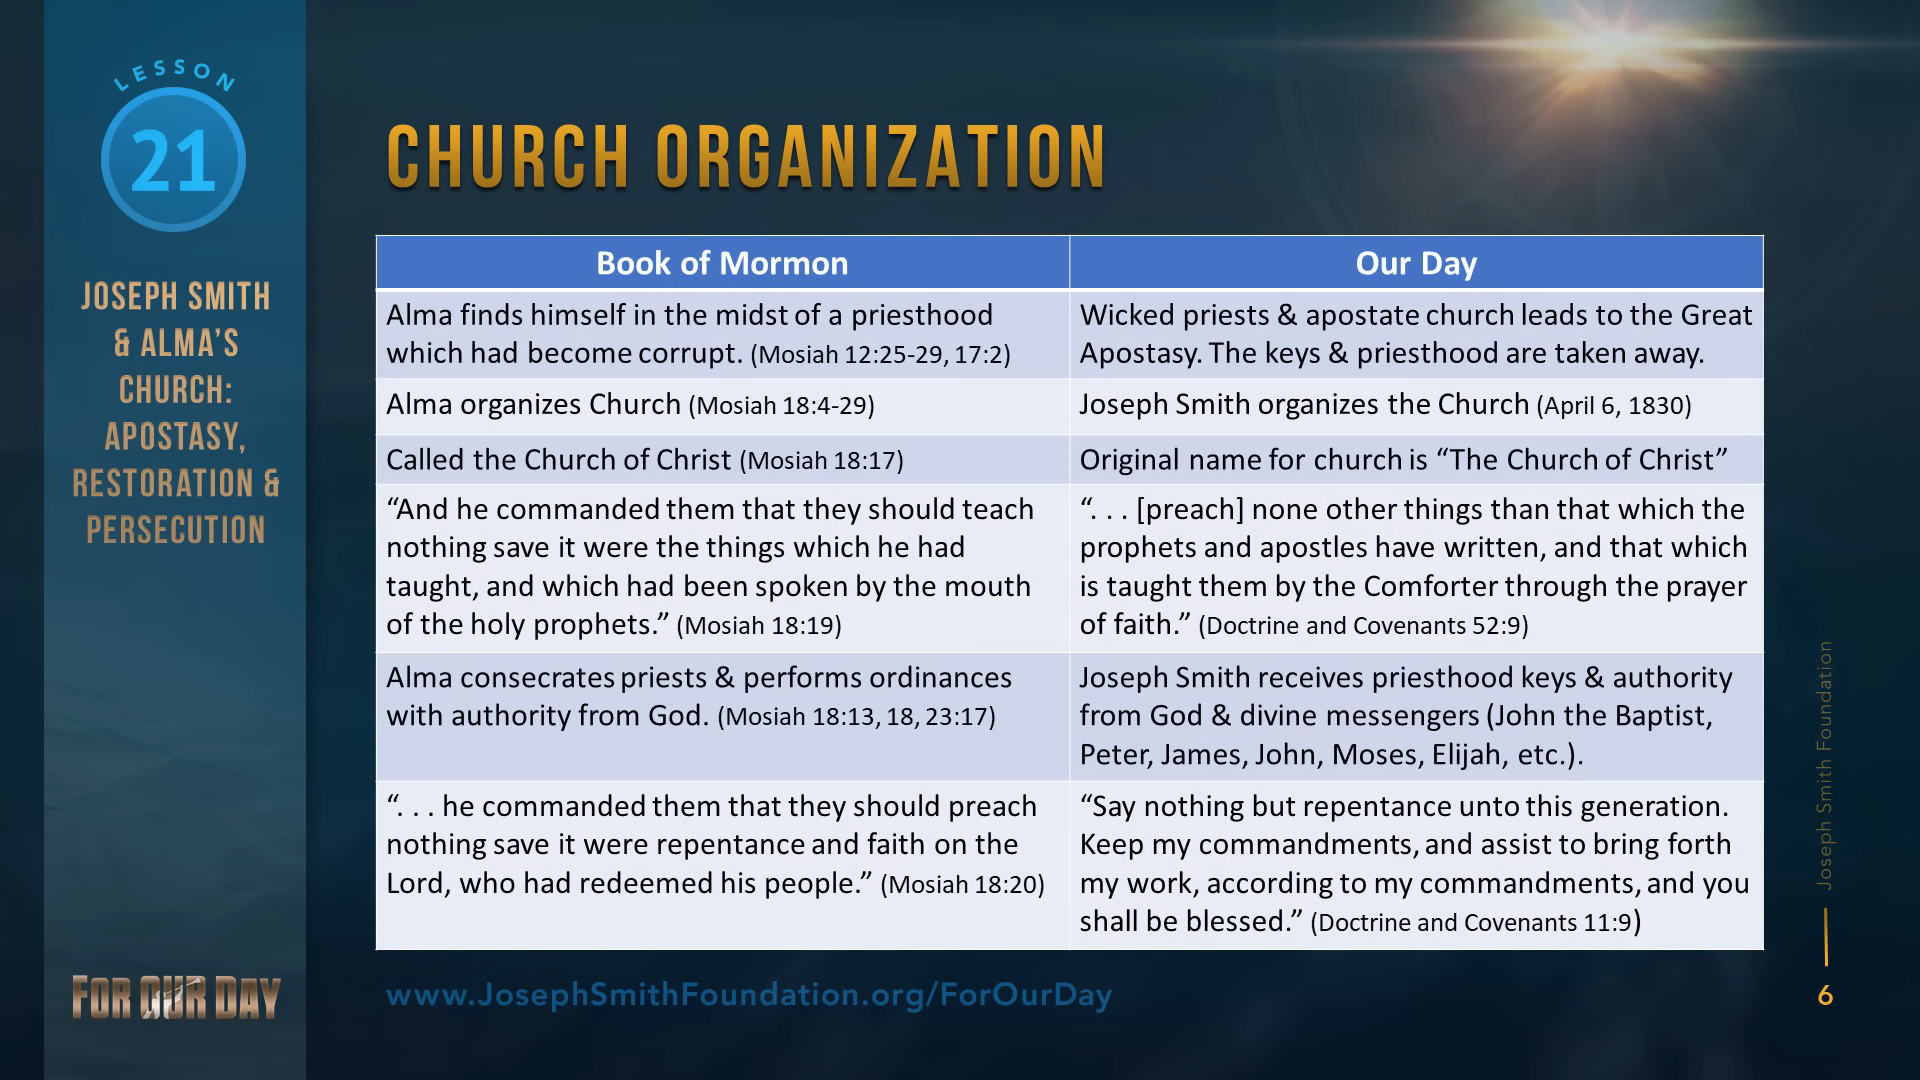 LESSON
21
JOSEPH SMITH
& ALMA’S
CHURCH:
APOSTASY,
RESTORATION &
PERSECUTION
FOR OUR DAY
CHURCH ORGANIZATION
Book of Mormon
Our Day
Alma finds himself in the midst of a priesthood
which had become corrupt. (Mosiah 12:25-29, 17:2)
Wicked priests & apostate church leads to the Great
Apostasy. The keys & priesthood are taken away.
Alma organizes Church (Mosiah 18:4-29)
Joseph Smith organizes the Church (April 6, 1830)
Called the Church of Christ (Mosiah 18:17)
Original name for church is “The Church of Christ”
“And he commanded them that they should teach
nothing save it were the things which he had
taught, and which had been spoken by the mouth
of the holy prophets.” (Mosiah 18:19)
“. . . [preach] none other things than that which the
prophets and apostles have written, and that which
is taught them by the Comforter through the prayer
of faith.” (Doctrine and Covenants 52:9)
Alma consecrates priests & performs ordinances
with authority from God. (Mosiah 18:13, 18, 23:17)
Joseph Smith receives priesthood keys & authority
from God & divine messengers (John the Baptist,
Peter, James, John, Moses, Elijah, etc.).
“. . . he commanded them that they should preach
nothing save it were repentance and faith on the
Lord, who had redeemed his people.” (Mosiah 18:20)
“Say nothing but repentance unto this generation.
Keep my commandments, and assist to bring forth
my work, according to my commandments, and you
shall be blessed.” (Doctrine and Covenants 11:9)
www.JosephSmithFoundation.org/ForOurDay
Joseph Smith Foundation
6